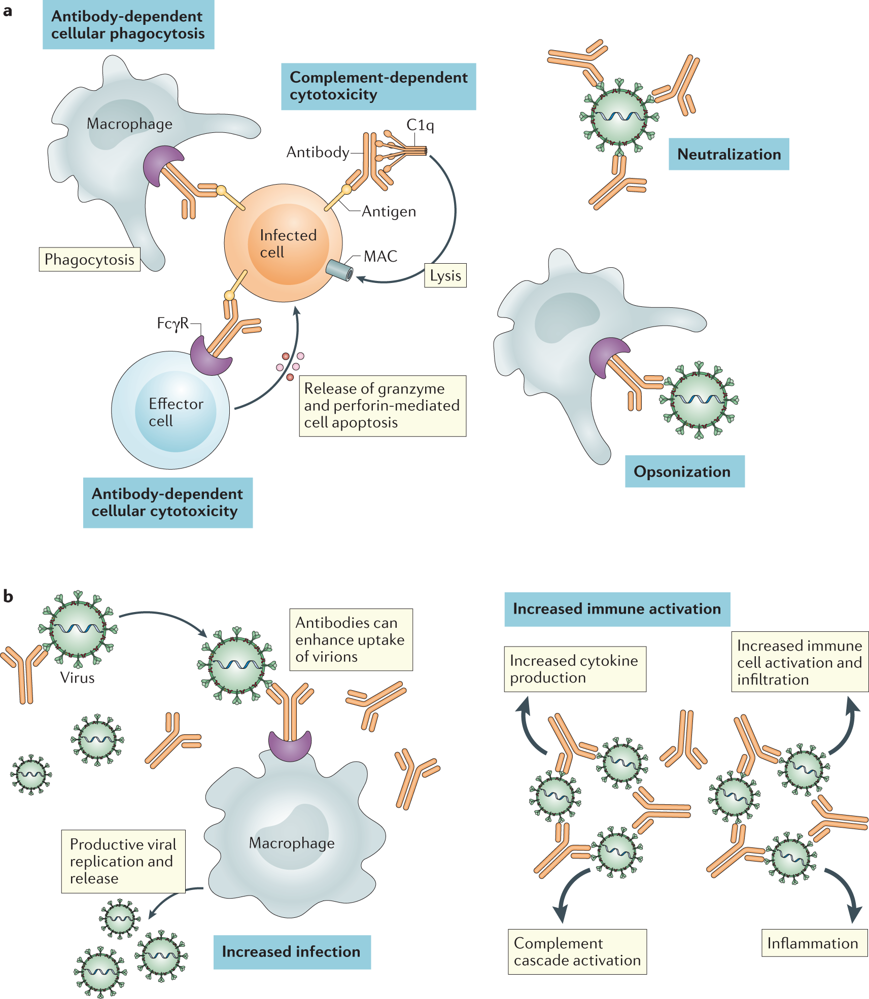 a
Antibody-dependent
cellular phagocytosis
Macrophage
Phagocytosis
Complement-dependent
cytotoxicity
C1q
Antibody
Antigen
Infected
cell
MAC
Lysis
FcγR
Effector
cell
Release of granzyme
and perforin-mediated
cell apoptosis
Antibody-dependent
cellular cytotoxicity
Neutralization
Opsonization
b
Virus
Antibodies can
enhance uptake
of virions
Macrophage
Productive viral
replication and
release
Increased infection
Increased immune activation
Increased cytokine
production
Increased immune
cell activation and
infiltration
Complement
cascade activation
Inflammation